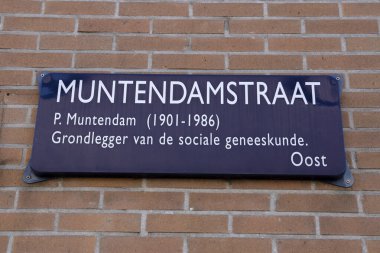 MUNTENDAMSTRAAT
P. Muntendam (1901-1986)
Grondlegger van de sociale geneeskunde.
Oost